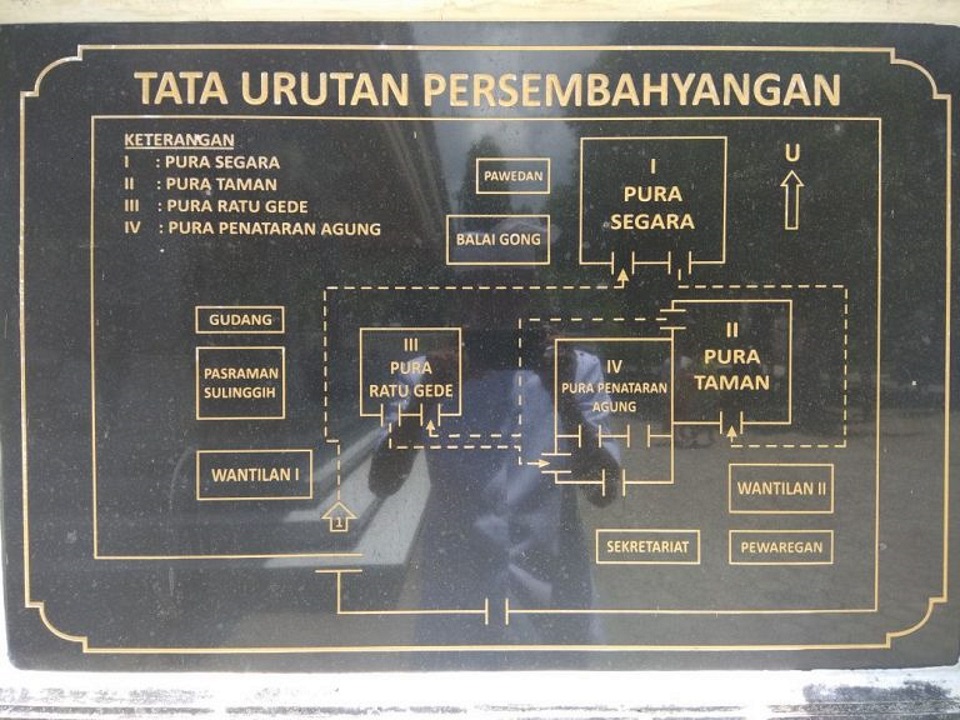 TATA URUTAN PERSEMBAHYANGAN
KETERANGAN
I : PURA SEGARA
II : PURA TAMAN
III : PURA RATU GEDE
IV : PURA PENATARAN AGUNG
PAWEDAN
BALAI GONG
I
PURA
SEGARA
U
GUDANG
PASRAMAN
SULINGGIH
III
PURA
RATU GEDE
IV
PURA PENATARAN
AGUNG
II
PURA
TAMAN
WANTILAN I
1
WANTILAN II
SEKRETARIAT
PEWAREGAN